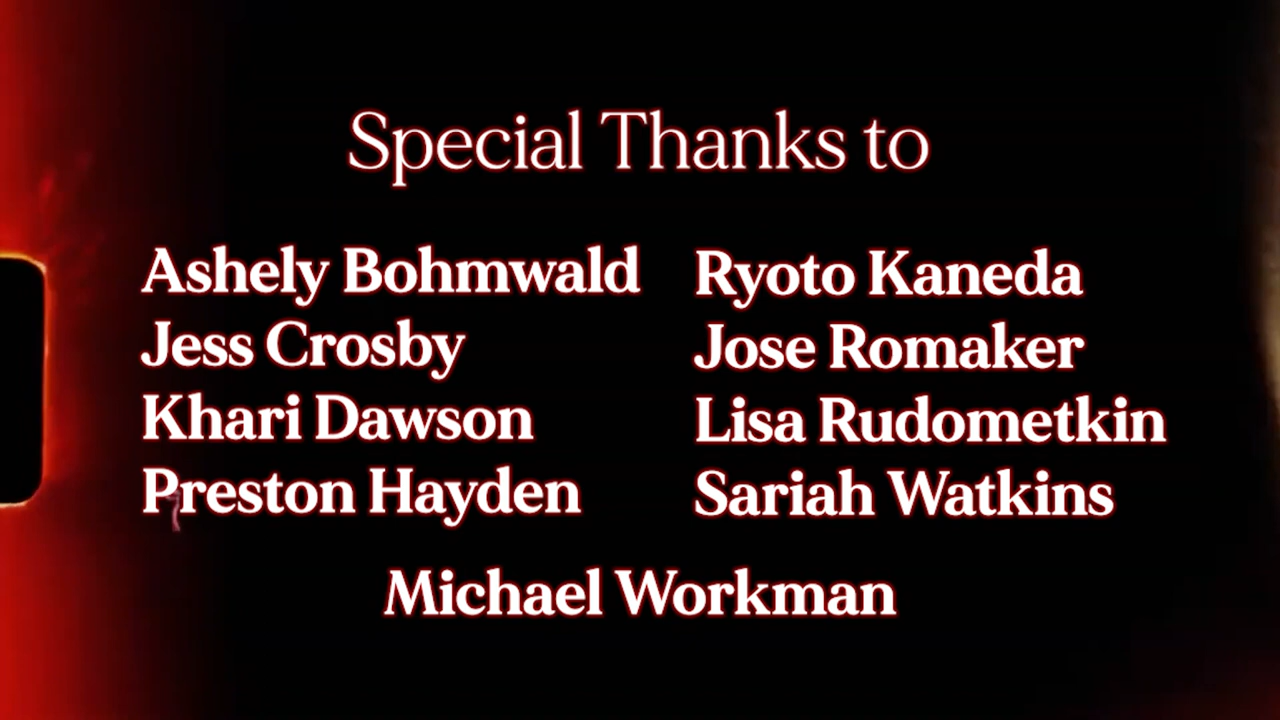 Special Thanks to
Ashely Bohmwald
Jess Crosby
Khari Dawson
Preston Hayden
Ryoto Kaneda
Jose Romaker
Lisa Rudometkin
Sariah Watkins
Michael Workman